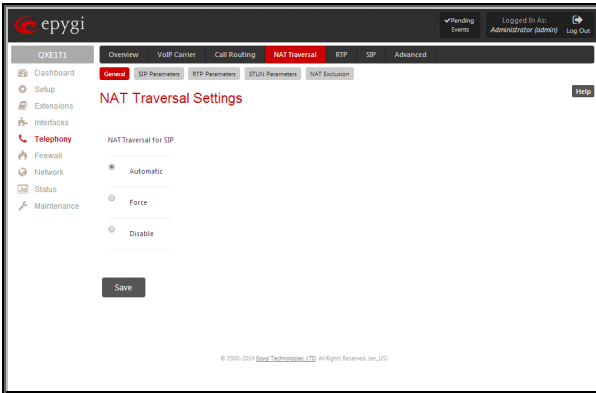 epygi
Pending Events
Logged In As:
Administrator (admin)
Log Out
QXE1T1
Overview VoIP Carrier Call Routing NAT Traversal RTP SIP Advanced
Dashboard
Setup
Extensions
Interfaces
Telephony
Firewall
Network
Status
Maintenance
General SIP Parameters RTP Parameters STUN Parameters NAT Exclusion
Help
NAT Traversal Settings
NAT Traversal for SIP
Automatic
Force
Disable
Save
© 2000-2014 Epygi Technologies, LTD. All Rights Reserved. (en_US)